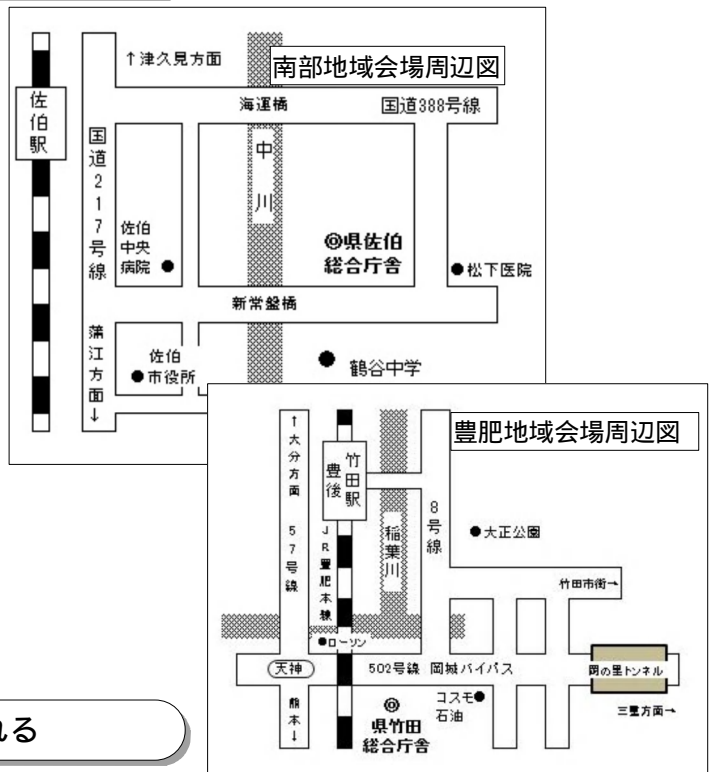 ↑津久見方面
南部地域会場周辺図
海運橋
国道388号線
佐伯駅
国道217号線
中川
佐伯
中央
病院
◎県佐伯
総合庁舎
●松下医院
新常盤橋
蒲江方面↓
佐伯
●市役所
鶴谷中学
豊肥地域会場周辺図
↑大分方面
57号線
豊後
竹田駅
JR豊肥本線
稲葉川
8号線
●大正公園
竹田市街→
●ローソン
天神
502号線 岡城バイパス
岡の里トンネル
熊本↓
◎
県竹田
総合庁舎
コスモ●
石油
三重方面→
れる